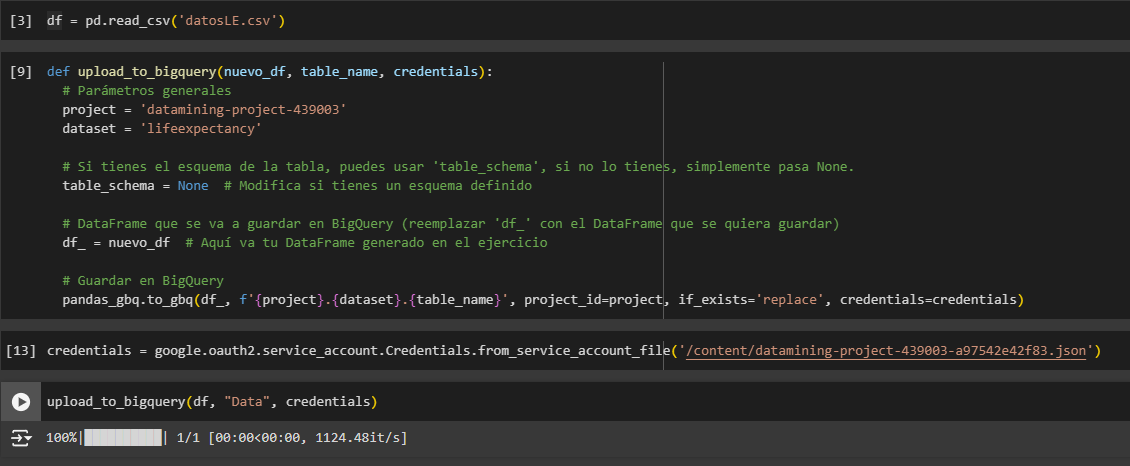 [3] df = pd.read_csv('datosLE.csv')
[9] def upload_to_bigquery(nuevo_df, table_name, credentials):
# Parámetros generales
project = 'datamining-project-439003'
dataset = 'lifeexpectancy'
# Si tienes el esquema de la tabla, puedes usar 'table_schema', si no lo tienes, simplemente pasa None.
table_schema = None  # Modifica si tienes un esquema definido
# DataFrame que se va a guardar en BigQuery (reemplazar 'df_' con el DataFrame que se quiera guardar)
df_ = nuevo_df  # Aquí va tu DataFrame generado en el ejercicio
# Guardar en BigQuery
pandas_gbq.to_gbq(df_, f'{project}.{dataset}.{table_name}', project_id=project, if_exists='replace', credentials=credentials)
[13] credentials = google.oauth2.service_account.Credentials.from_service_account_file('/content/datamining-project-439003-a97542e42f83.json')
upload_to_bigquery(df, "Data", credentials)
100%|██████████| 1/1 [00:00<00:00, 1124.48it/s]